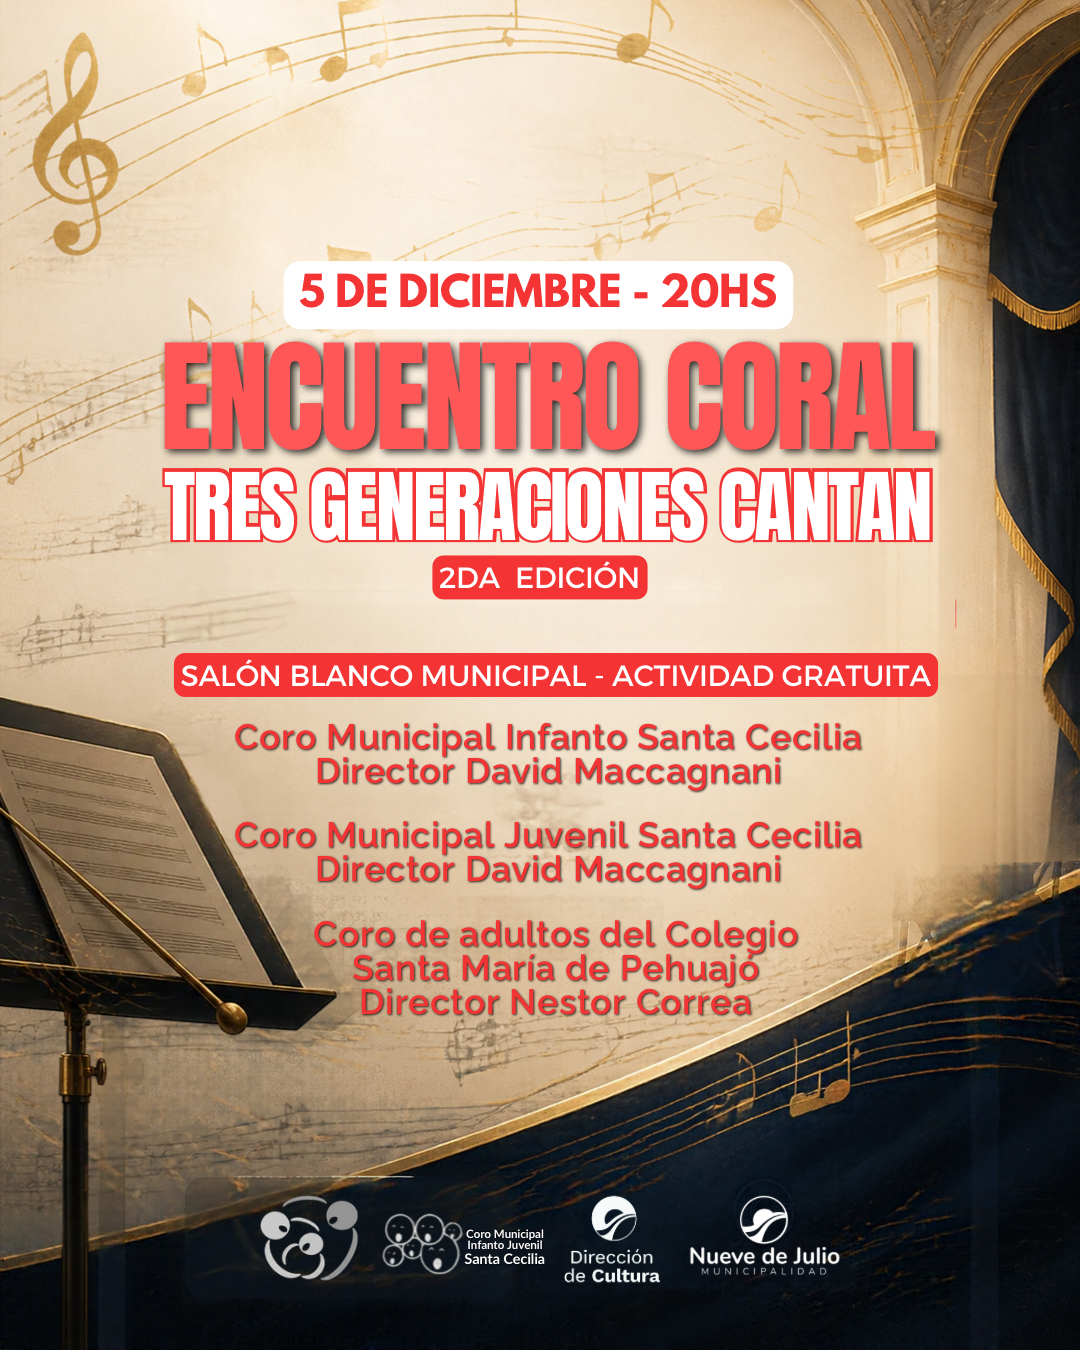 5 DE DICIEMBRE - 20HS
ENCUENTRO CORAL
TRES GENERACIONES CANTAN
2DA EDICIÓN
SALÓN BLANCO MUNICIPAL - ACTIVIDAD GRATUITA
Coro Municipal Infanto Santa Cecilia
Director David Maccagnani
Coro Municipal Juvenil Santa Cecilia
Director David Maccagnani
Coro de adultos del Colegio
Santa María de Pehuajó
Director Nestor Correa
Coro Municipal
Infanto Juvenil
Santa Cecilia
Dirección
de Cultura
Nueve de Julio
MUNICIPALIDAD